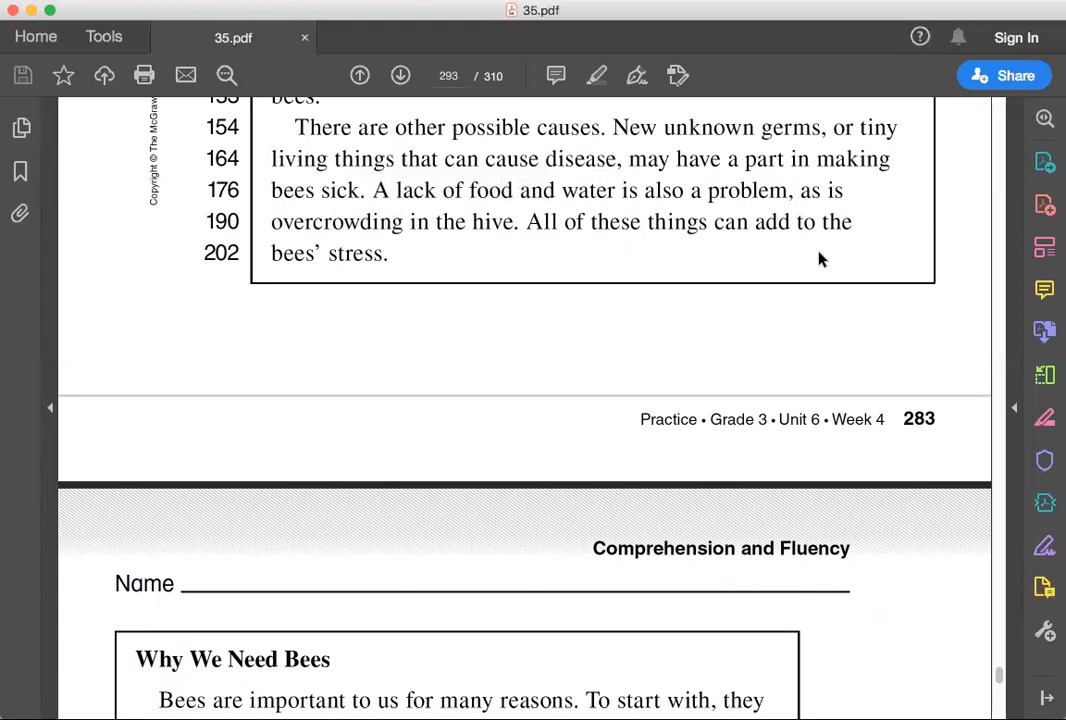 35.pdf
Home
Tools
35.pdf
×
Sign In
293 / 310
Share
Copyright © The McGraw
153 bees.
154 There are other possible causes. New unknown germs, or tiny
164 living things that can cause disease, may have a part in making
176 bees sick. A lack of food and water is also a problem, as is
190 overcrowding in the hive. All of these things can add to the
202 bees’ stress.
Practice • Grade 3 • Unit 6 • Week 4 283
Comprehension and Fluency
Name
Why We Need Bees
Bees are important to us for many reasons. To start with, they